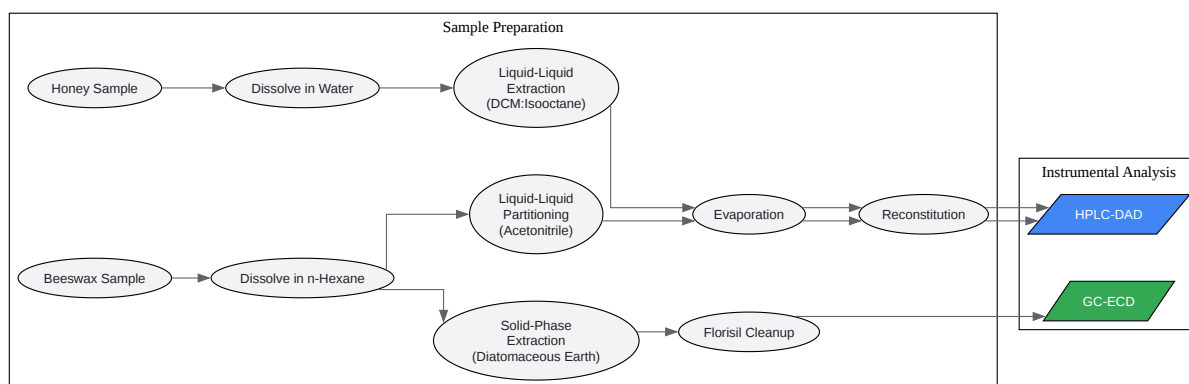 Sample Preparation
Honey Sample
Dissolve in Water
Liquid-Liquid
Extraction
(DCM:Isooctane)
Beeswax Sample
Dissolve in n-Hexane
Liquid-Liquid
Partitioning
(Acetonitrile)
Evaporation
Reconstitution
Solid-Phase
Extraction
(Diatomaceous Earth)
Florisil Cleanup
Instrumental Analysis
HPLC-DAD
GC-ECD